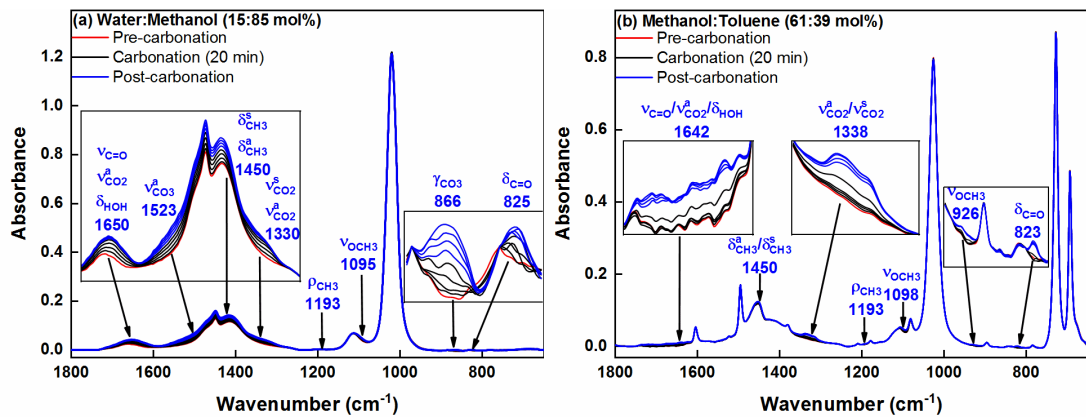 (a) Water:Methanol (15:85 mol%)
Pre-carbonation
Carbonation (20 min)
Post-carbonation
Absorbance
1.2
1.0
0.8
0.6
0.4
0.2
0.0
νC=O
νᵃCO2
δHOH
1650
νᵃCO3
1523
δˢCH3
δᵃCH3
1450
νˢCO2
νᵃCO2
1330
ρCH3
1193
νOCH3
1095
γCO3
866
δC=O
825
1800 1600 1400 1200 1000 800
Wavenumber (cm⁻¹)
(b) Methanol:Toluene (61:39 mol%)
Pre-carbonation
Carbonation (20 min)
Post-carbonation
Absorbance
0.8
0.6
0.4
0.2
0.0
νC=O/νᵃCO2/δHOH
1642
νᵃCO2/νˢCO2
1338
δᵃCH3/δˢCH3
1450
ρCH3
1193
νOCH3
1098
νOCH3
926
δC=O
823
1800 1600 1400 1200 1000 800
Wavenumber (cm⁻¹)